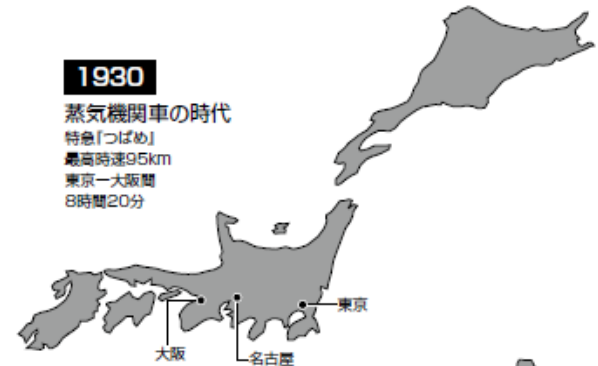 1930
蒸気機関車の時代
特急「つばめ」
最高時速95km
東京ー大阪間
8時間20分
東京
大阪
名古屋